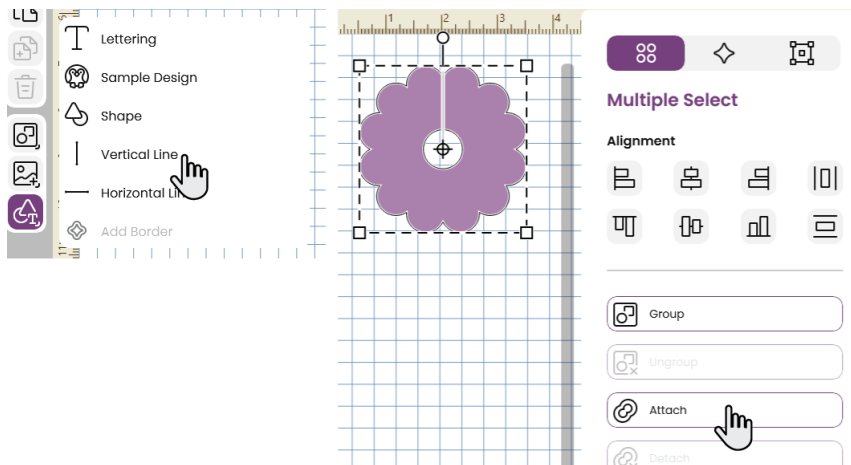 Lettering
Sample Design
Shape
Vertical Line
Horizontal
Add Border
1 2 3 4
Multiple Select
Alignment
Group
Ungroup
Attach
Detach